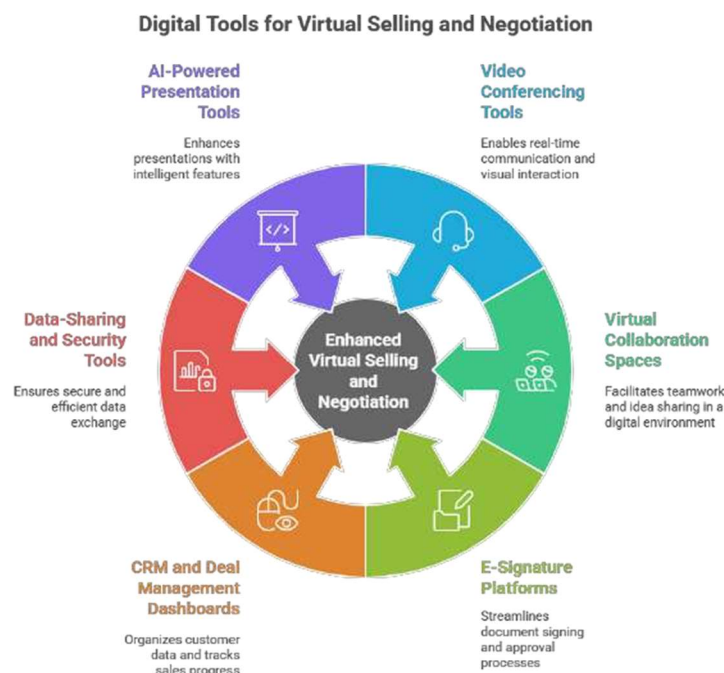 Digital Tools for Virtual Selling and Negotiation
AI-Powered
Presentation
Tools
Enhances
presentations with
intelligent features
Video
Conferencing
Tools
Enables real-time
communication and
visual interaction
</>
Data-Sharing
and Security
Tools
Ensures secure and
efficient data
exchange
Enhanced
Virtual Selling
and
Negotiation
Virtual
Collaboration
Spaces
Facilitates teamwork
and idea sharing in a
digital environment
CRM and Deal
Management
Dashboards
Organizes customer
data and tracks
sales progress
E-Signature
Platforms
Streamlines
document signing
and approval
processes